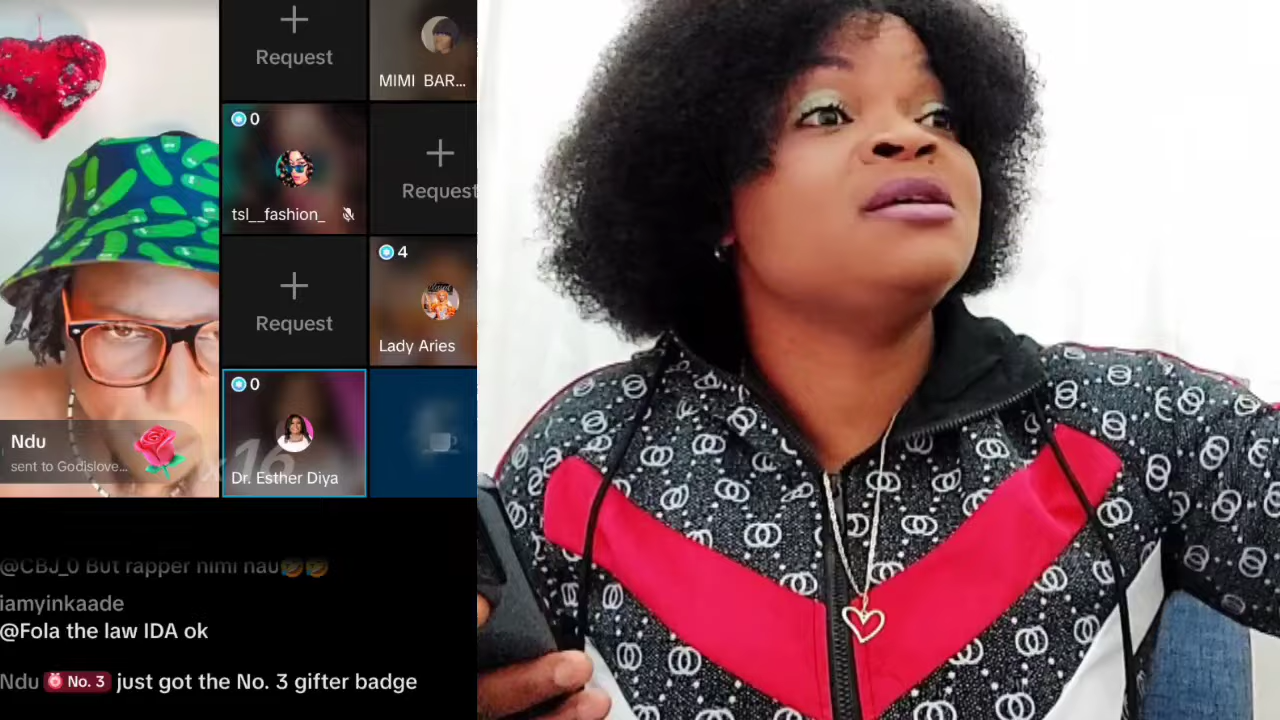 Request
MIMI BAR...
0
tsl__fashion_
Request
Request
4
Lady Aries
0
Dr. Esther Diya
Ndu
sent to Godislove...
x16
@CBJ_0 But rapper nimi nau🤣🤣
iamyinkaade
@Fola the law IDA ok
Ndu No. 3 just got the No. 3 gifter badge